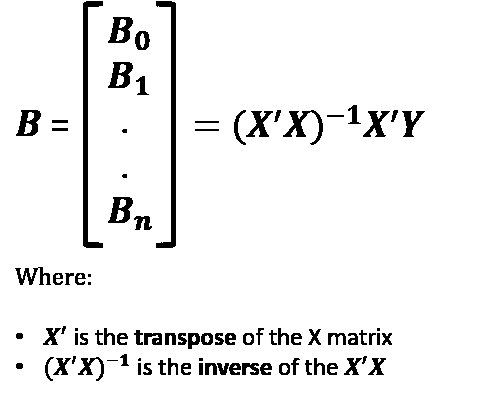 B = [B₀ B₁ . . Bₙ] = (X′X)⁻¹X′Y
Where:
• X′ is the transpose of the X matrix
• (X′X)⁻¹ is the inverse of the X′X